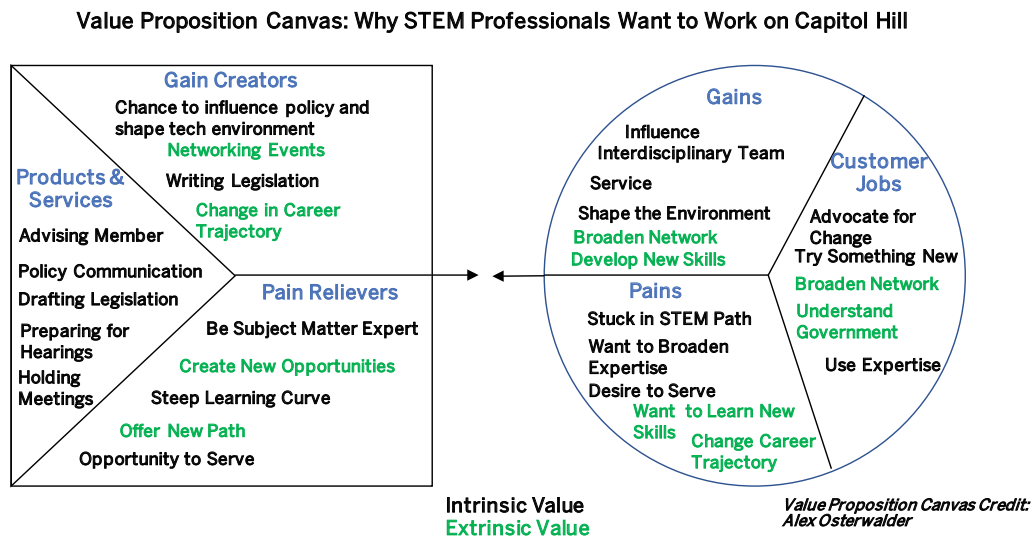 Value Proposition Canvas: Why STEM Professionals Want to Work on Capitol Hill
Gain Creators
Chance to influence policy and
shape tech environment
Networking Events
Writing Legislation
Change in Career
Trajectory
Products &
Services
Advising Member
Policy Communication
Drafting Legislation
Preparing for
Hearings
Holding
Meetings
Pain Relievers
Be Subject Matter Expert
Create New Opportunities
Steep Learning Curve
Offer New Path
Opportunity to Serve
Gains
Influence
Interdisciplinary Team
Service
Shape the Environment
Broaden Network
Develop New Skills
Pains
Stuck in STEM Path
Want to Broaden
Expertise
Desire to Serve
Want to Learn New
Skills
Change Career
Trajectory
Customer
Jobs
Advocate for
Change
Try Something New
Broaden Network
Understand
Government
Use Expertise
Intrinsic Value
Extrinsic Value
Value Proposition Canvas Credit:
Alex Osterwalder